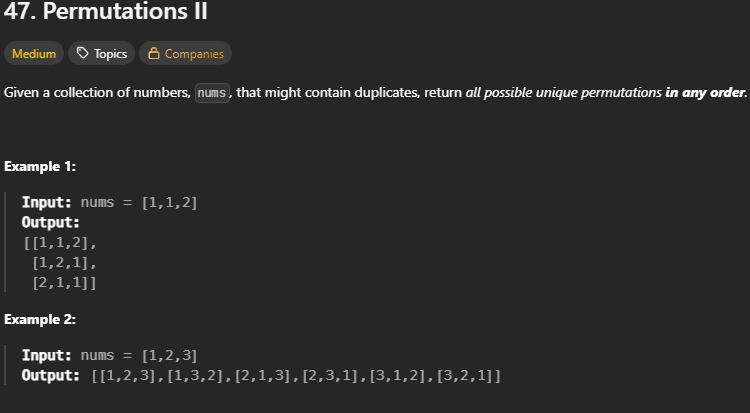 47. Permutations II
Medium Topics Companies
Given a collection of numbers, nums, that might contain duplicates, return all possible unique permutations in any order.
Example 1:
Input: nums = [1,1,2]
Output:
[[1,1,2],
[1,2,1],
[2,1,1]]
Example 2:
Input: nums = [1,2,3]
Output: [[1,2,3],[1,3,2],[2,1,3],[2,3,1],[3,1,2],[3,2,1]]